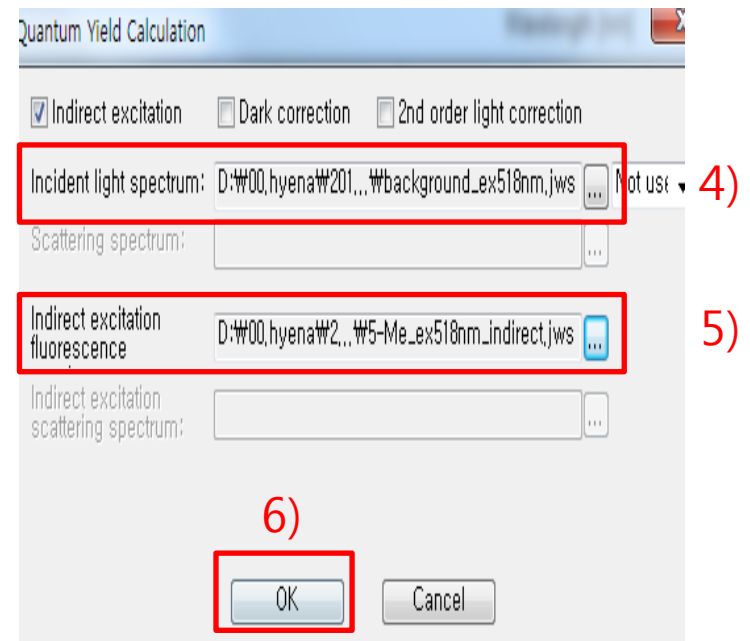 Quantum Yield Calculation
Indirect excitation Dark correction 2nd order light correction
Incident light spectrum: D:₩00,hyena₩201,,,₩background_ex518nm,jws ... Not use 4)
Scattering spectrum: ...
Indirect excitation
fluorescence D:₩00,hyena₩2,,,₩5-Me_ex518nm_indirect,jws ... 5)
Indirect excitation
scattering spectrum: ...
6)
OK Cancel